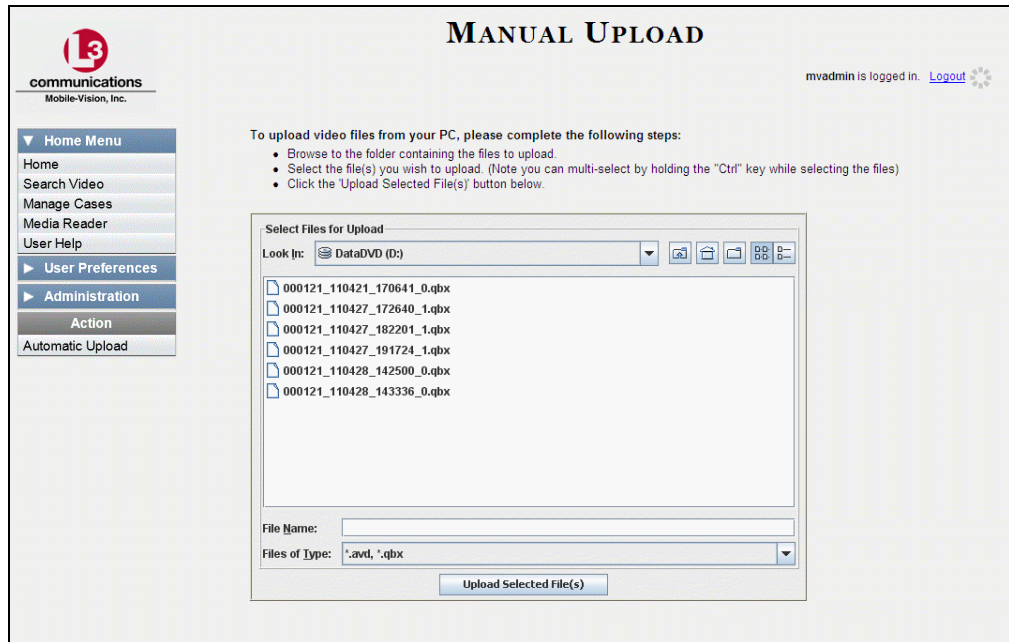 MANUAL UPLOAD
L3
communications
Mobile-Vision, Inc.
mvadmin is logged in. Logout
Home Menu
Home
Search Video
Manage Cases
Media Reader
User Help
User Preferences
Administration
Action
Automatic Upload
To upload video files from your PC, please complete the following steps:
• Browse to the folder containing the files to upload.
• Select the file(s) you wish to upload. (Note you can multi-select by holding the "Ctrl" key while selecting the files)
• Click the 'Upload Selected File(s)' button below.
Select Files for Upload
Look In: DataDVD (D:)
000121_110421_170641_0.qbx
000121_110427_172640_1.qbx
000121_110427_182201_1.qbx
000121_110427_191724_1.qbx
000121_110428_142500_0.qbx
000121_110428_143336_0.qbx
File Name:
Files of Type: *.avd, *.qbx
Upload Selected File(s)